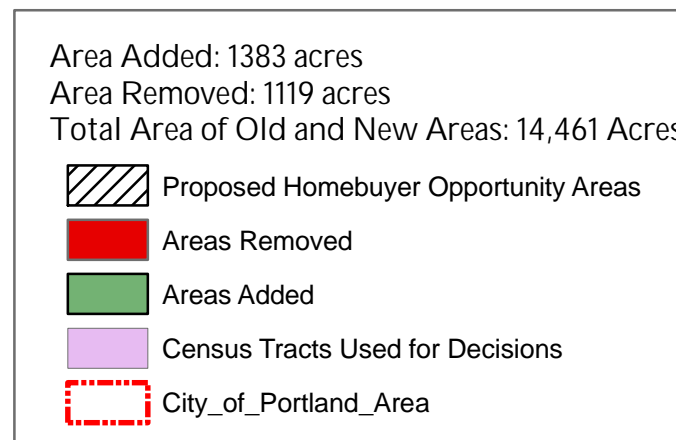 Area Added: 1383 acres
Area Removed: 1119 acres
Total Area of Old and New Areas: 14,461 Acres
Proposed Homebuyer Opportunity Areas
Areas Removed
Areas Added
Census Tracts Used for Decisions
City_of_Portland_Area